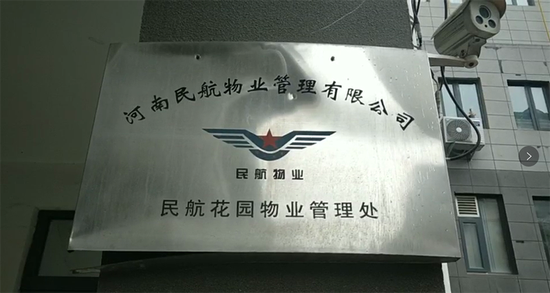 河南民航物业管理有限公司
民航物业
民航花园物业管理处